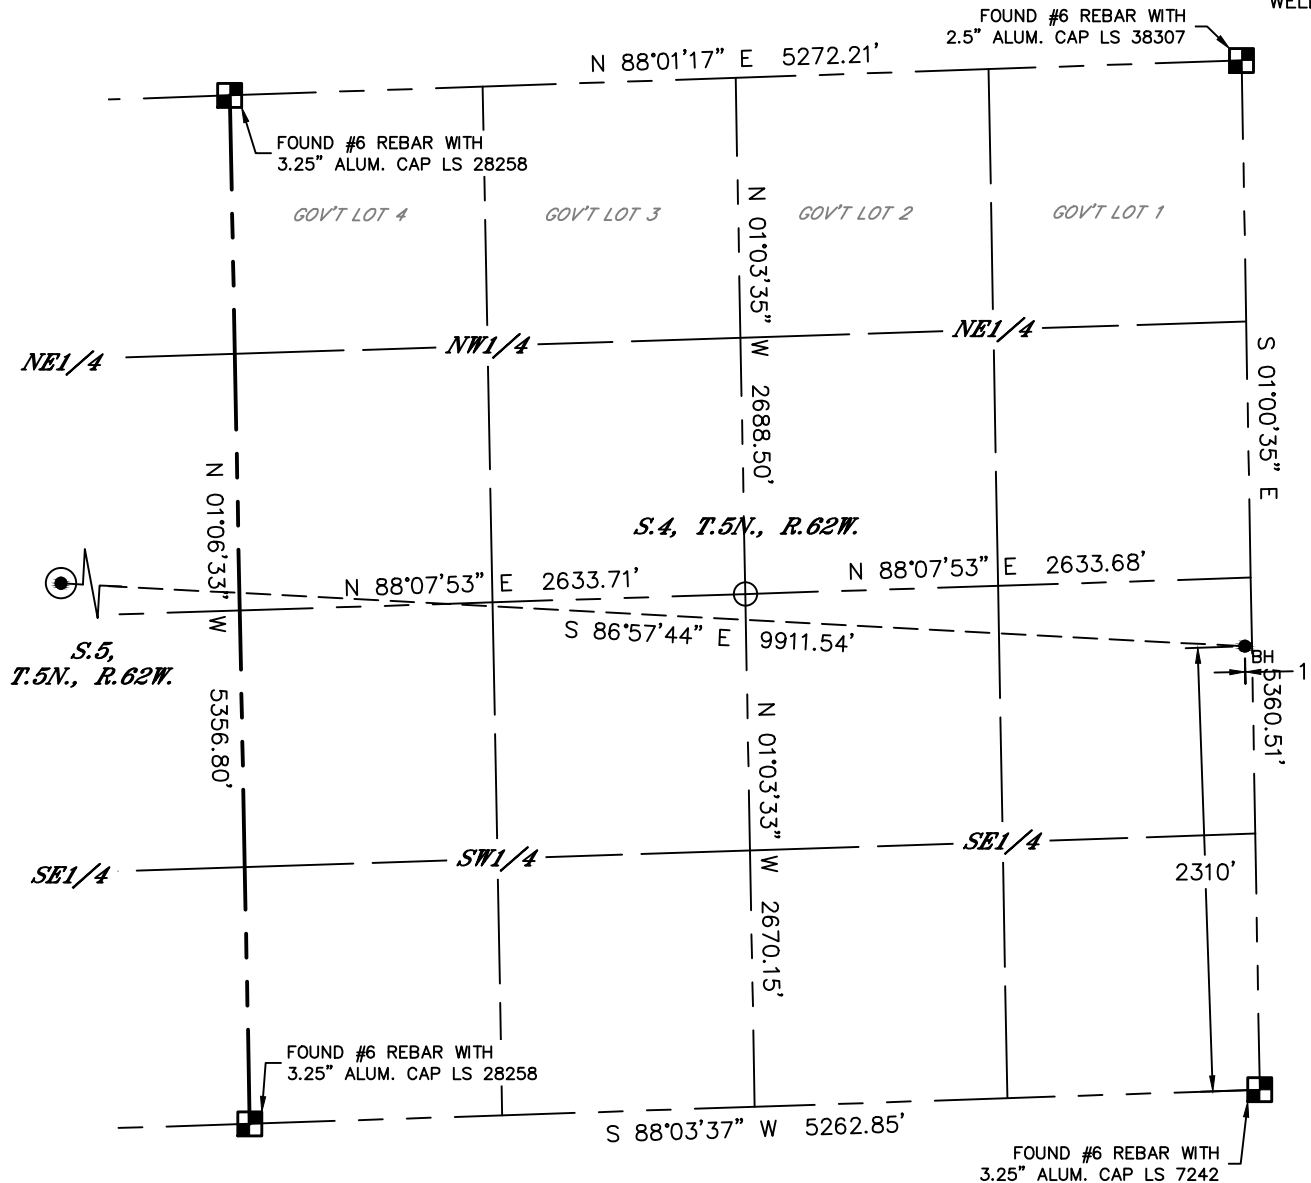 FOUND #6 REBAR WITH
2.5" ALUM. CAP LS 38307
N 88°01'17" E 5272.21'
FOUND #6 REBAR WITH
3.25" ALUM. CAP LS 28258
GOV'T LOT 4
GOV'T LOT 3
GOV'T LOT 2
GOV'T LOT 1
N 01°03'35" W 2688.50'
NE1/4
NW1/4
NE1/4
S 01°00'35" E 5360.51'
N 01°06'33" W 5356.80'
S.4, T.5N., R.62W.
N 88°07'53" E 2633.71'
N 88°07'53" E 2633.68'
S 86°57'44" E 9911.54'
S.5,
T.5N., R.62W.
BH
1
N 01°03'33" W 2670.15'
SE1/4
SW1/4
SE1/4
2310'
FOUND #6 REBAR WITH
3.25" ALUM. CAP LS 28258
S 88°03'37" W 5262.85'
FOUND #6 REBAR WITH
3.25" ALUM. CAP LS 7242